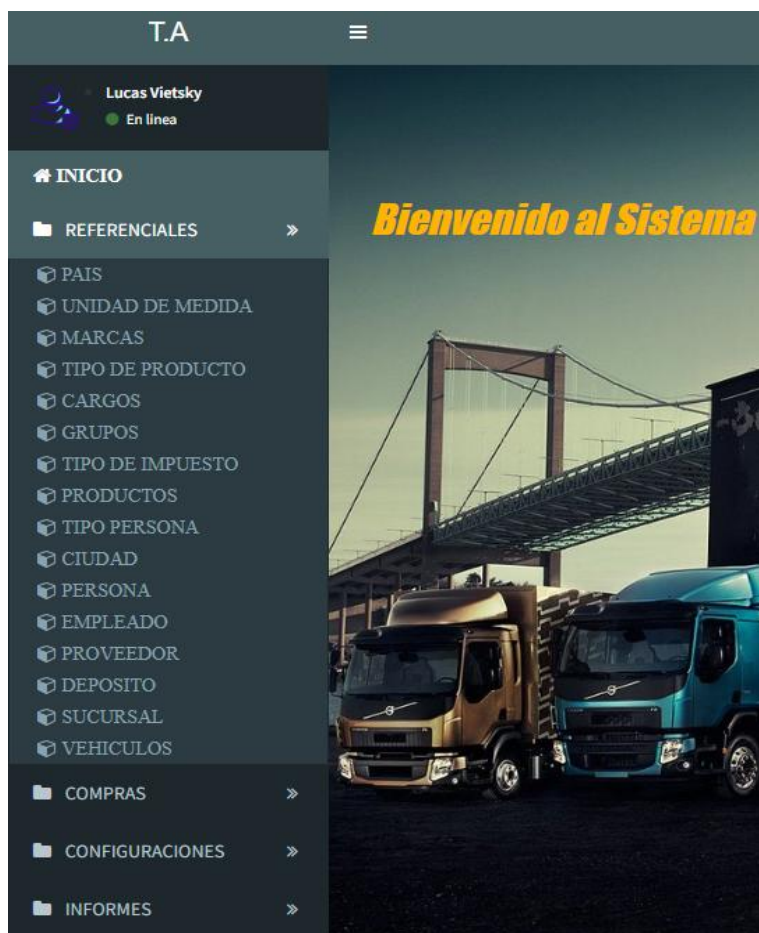 T.A
Lucas Vietsky
En linea
INICIO
REFERENCIALES
PAIS
UNIDAD DE MEDIDA
MARCAS
TIPO DE PRODUCTO
CARGOS
GRUPOS
TIPO DE IMPUESTO
PRODUCTOS
TIPO PERSONA
CIUDAD
PERSONA
EMPLEADO
PROVEEDOR
DEPOSITO
SUCURSAL
VEHICULOS
COMPRAS
CONFIGURACIONES
INFORMES
Bienvenido al Sistema